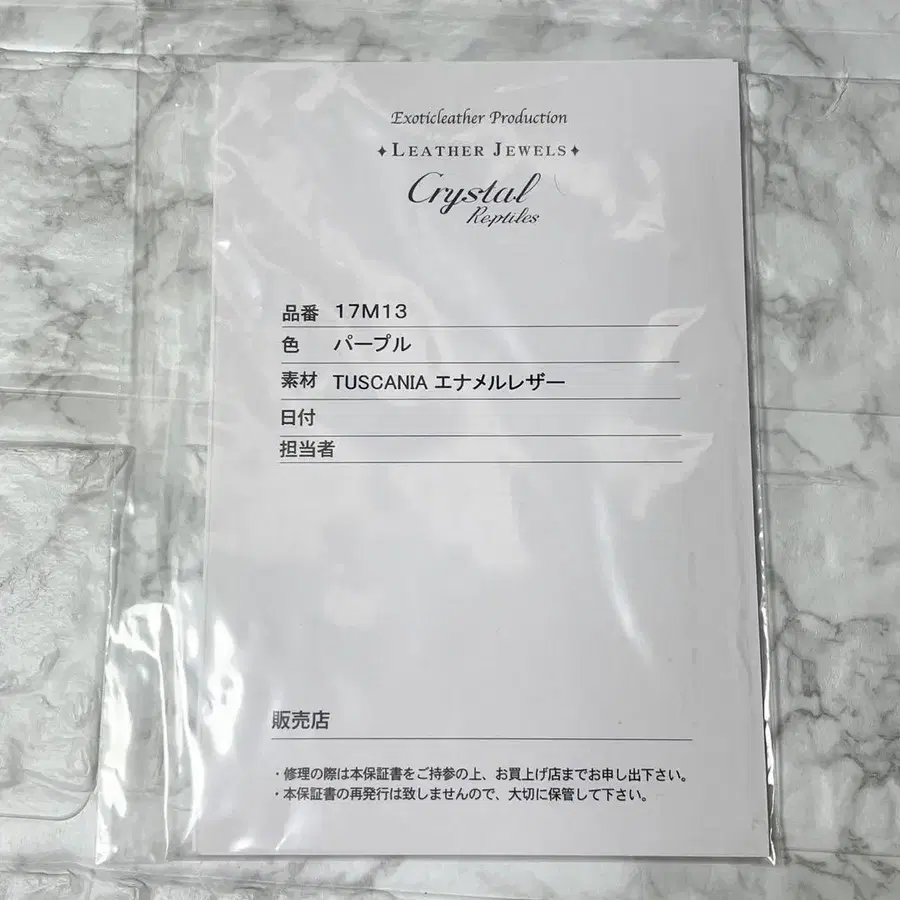 Exoticleather Production
✦LEATHER JEWELS✦
Crystal
Reptiles
品番 17M13
色 パープル
素材 TUSCANIA エナメルレザー
日付
担当者
販売店
・修理の際は本保証書をご持参の上、お買上げ店までお申し出下さい。
・本保証書の再発行は致しませんので、大切に保管して下さい。